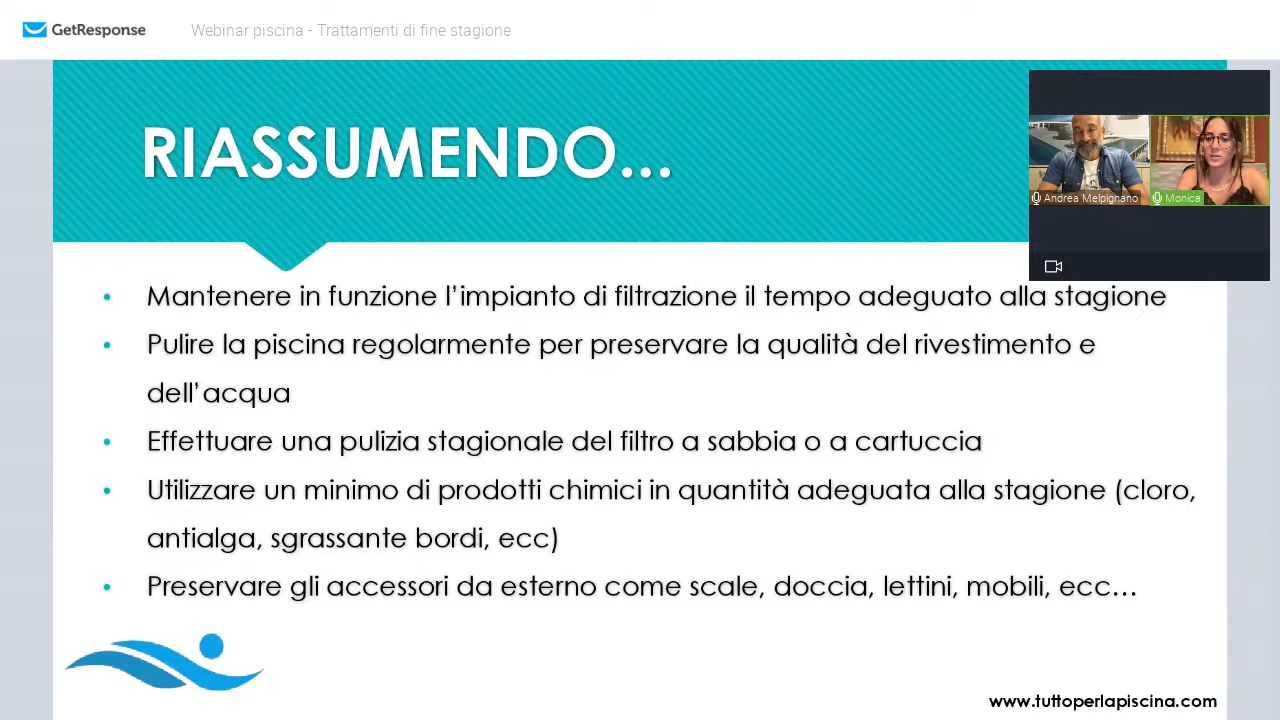 GetResponse
Webinar piscina - Trattamenti di fine stagione
RIASSUMENDO...
Andrea Melpignano
Monica
• Mantenere in funzione l'impianto di filtrazione il tempo adeguato alla stagione
• Pulire la piscina regolarmente per preservare la qualità del rivestimento e
dell'acqua
• Effettuare una pulizia stagionale del filtro a sabbia o a cartuccia
• Utilizzare un minimo di prodotti chimici in quantità adeguata alla stagione (cloro,
antialga, sgrassante bordi, ecc)
• Preservare gli accessori da esterno come scale, doccia, lettini, mobili, ecc...
www.tuttoperlapiscina.com